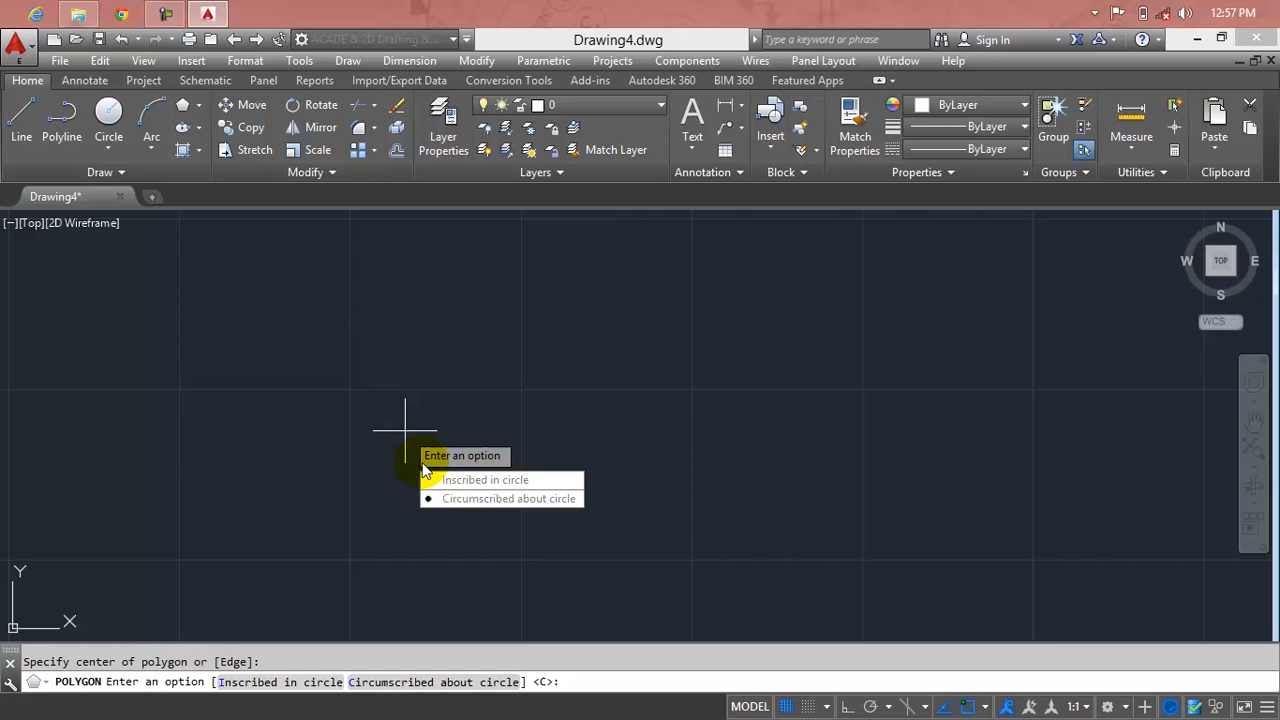 12:57 PM
ACADE & 2D Drafting &...
Drawing4.dwg
Type a keyword or phrase
Sign In
File Edit View Insert Format Tools Draw Dimension Modify Parametric Projects Components Wires Panel Layout Window Help
Home Annotate Project Schematic Panel Reports Import/Export Data Conversion Tools Add-ins Autodesk 360 BIM 360 Featured Apps
Line Polyline Circle Arc
Move Rotate
Copy Mirror
Stretch Scale
Layer Properties
0
Match Layer
Text
Insert
Match Properties
ByLayer
ByLayer
ByLayer
Group
Measure
Paste
Draw Modify Layers Annotation Block Properties Groups Utilities Clipboard
Drawing4*
[−][Top][2D Wireframe]
N
W TOP E
S
WCS
Enter an option
Inscribed in circle
Circumscribed about circle
Y
X
Specify center of polygon or [Edge]:
POLYGON Enter an option [Inscribed in circle Circumscribed about circle] <C>:
MODEL 1:1